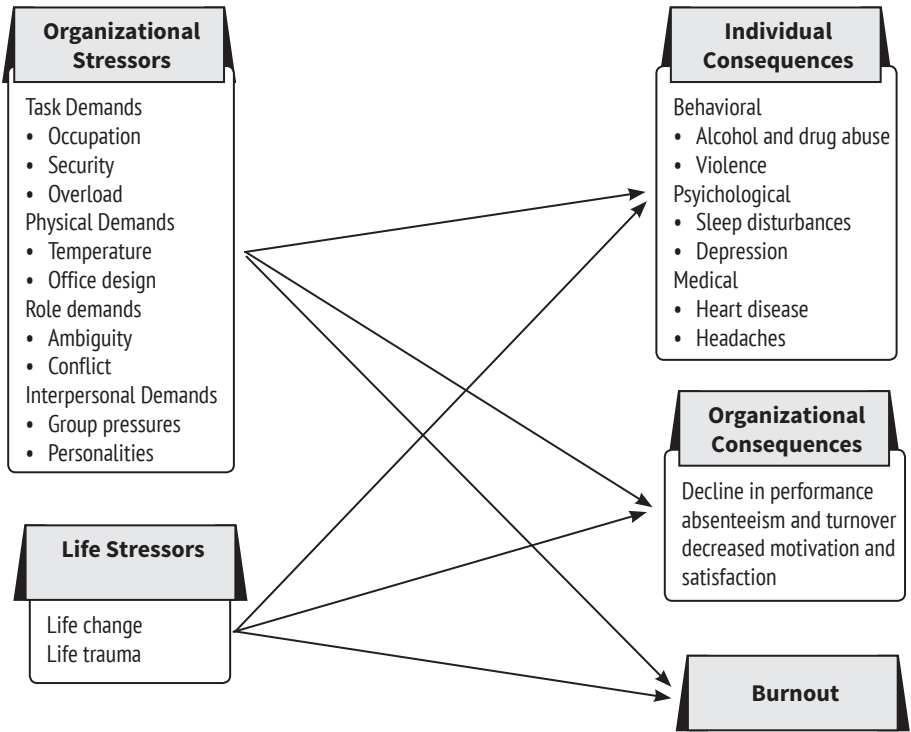 Organizational
Stressors
Task Demands
• Occupation
• Security
• Overload
Physical Demands
• Temperature
• Office design
Role demands
• Ambiguity
• Conflict
Interpersonal Demands
• Group pressures
• Personalities
Life Stressors
Life change
Life trauma
Individual
Consequences
Behavioral
• Alcohol and drug abuse
• Violence
Psyichological
• Sleep disturbances
• Depression
Medical
• Heart disease
• Headaches
Organizational
Consequences
Decline in performance
absenteeism and turnover
decreased motivation and
satisfaction
Burnout